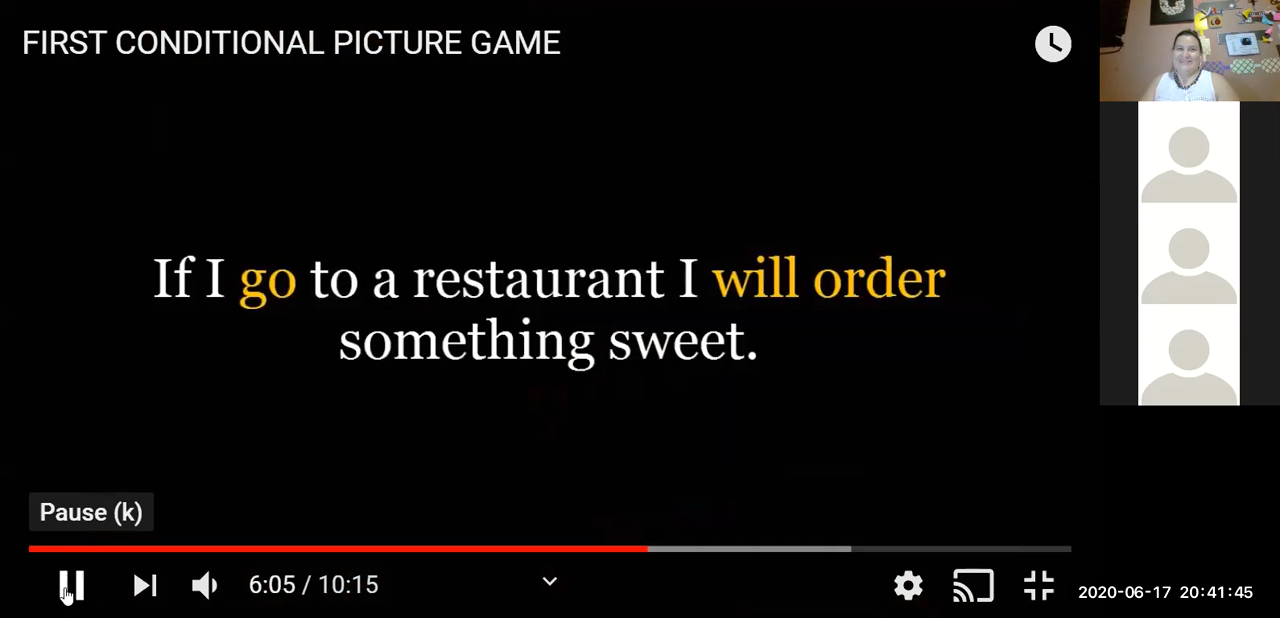 FIRST CONDITIONAL PICTURE GAME
If I go to a restaurant I will order
something sweet.
Pause (k)
6:05 / 10:15
2020-06-17 20:41:45